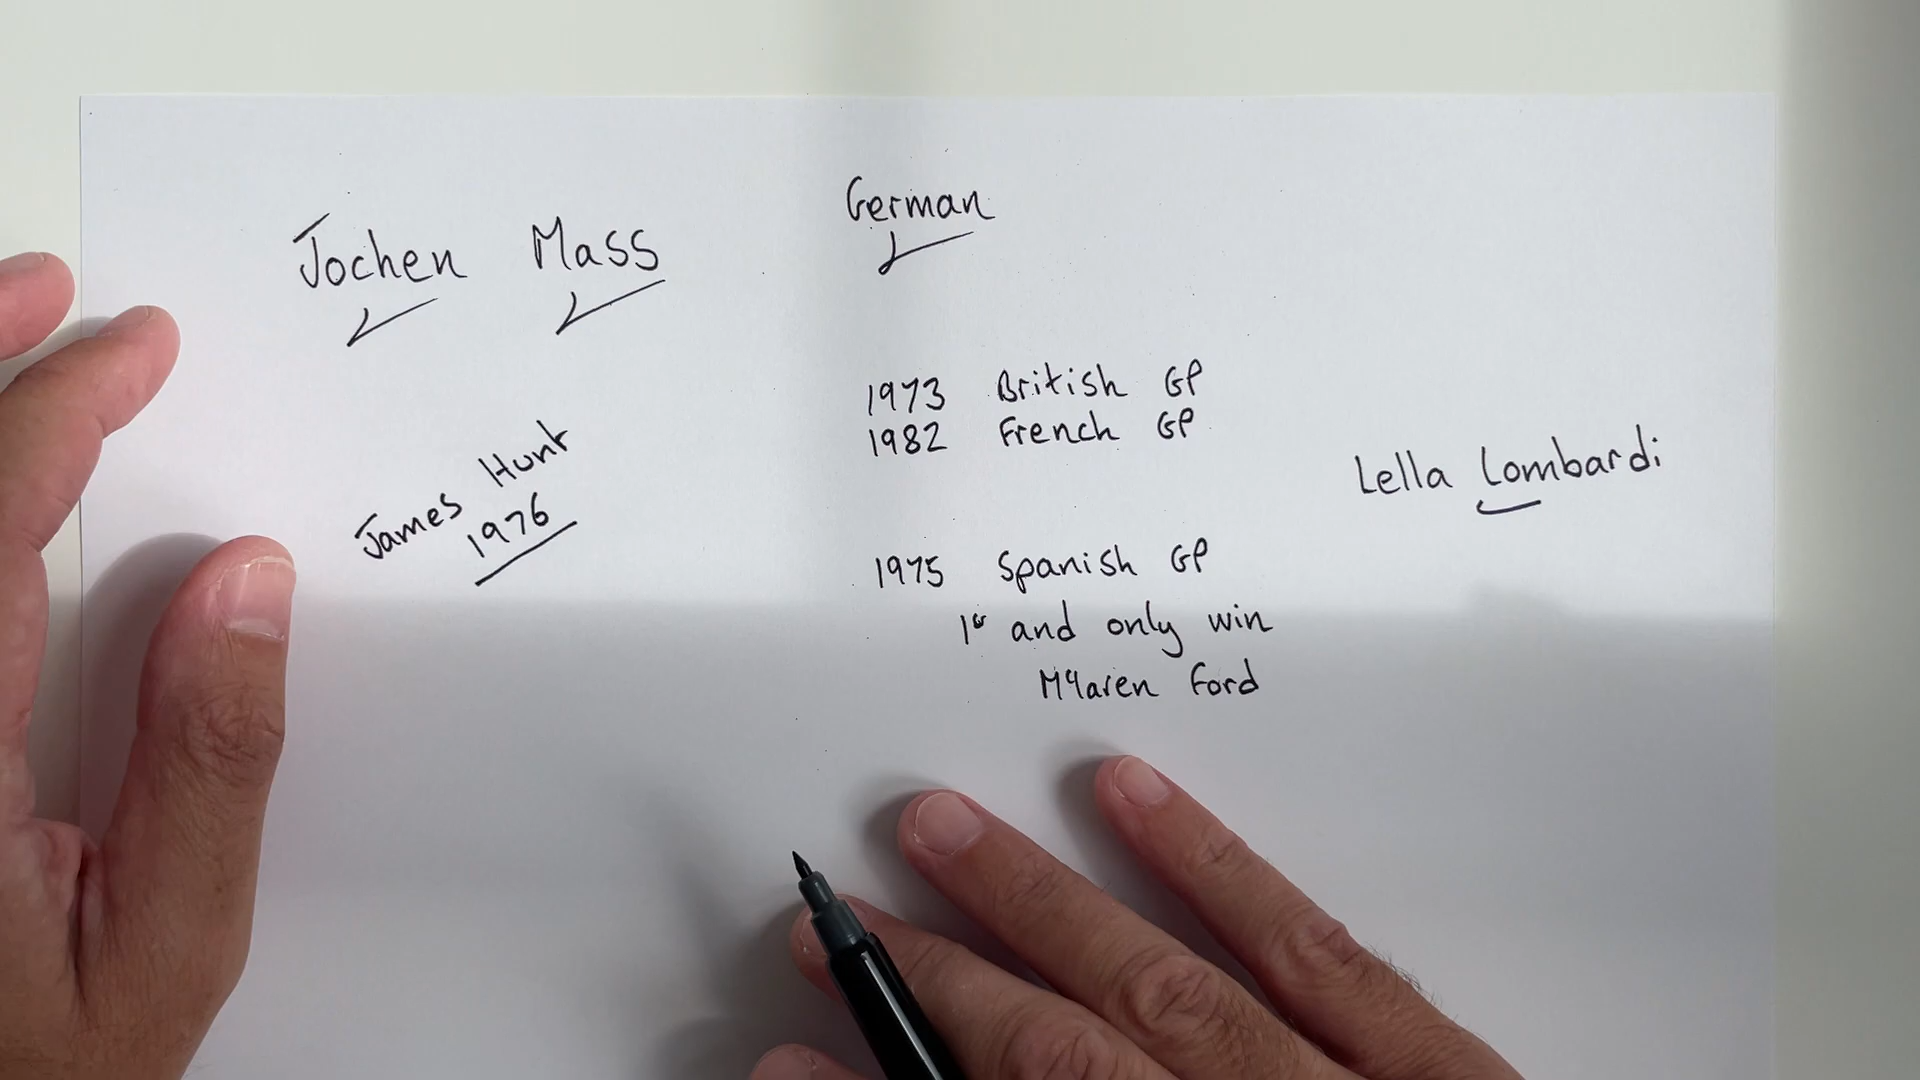 Jochen Mass
German
1973 British GP
1982 French GP
James Hunt
1976
Lella Lombardi
1975 Spanish GP
1st and only win
McLaren Ford